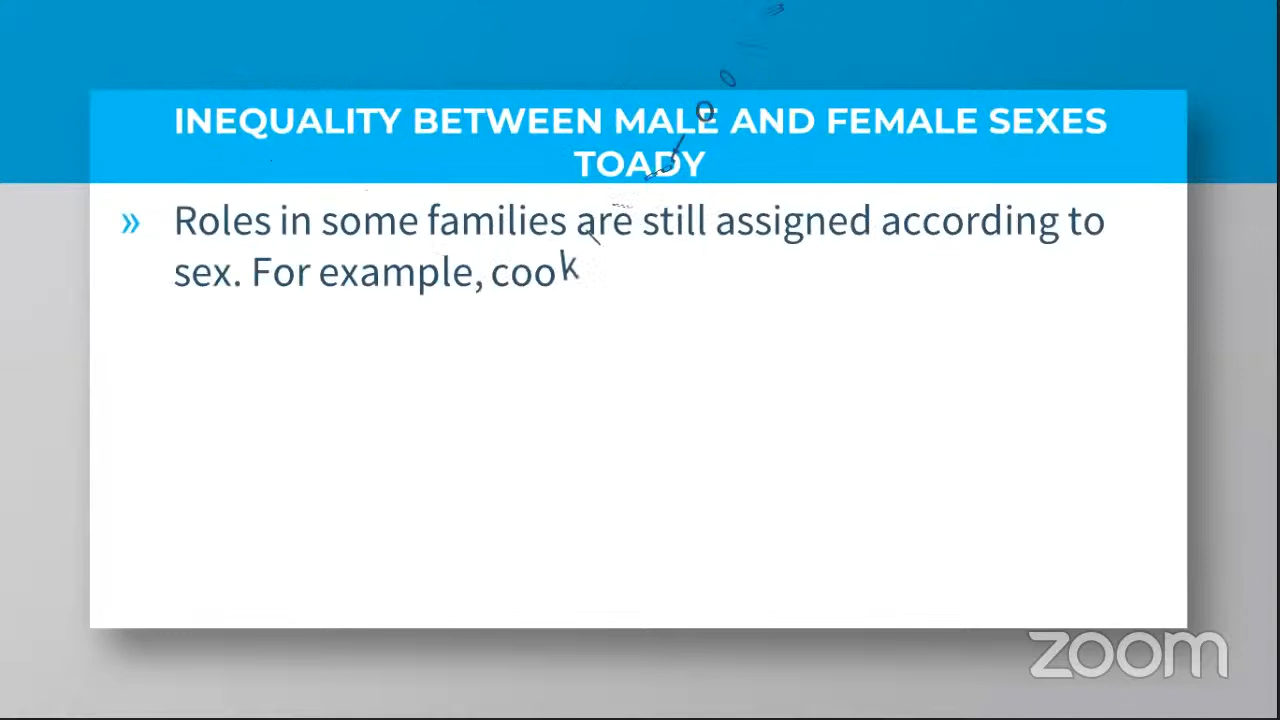 INEQUALITY BETWEEN MALE AND FEMALE SEXES
TOADY
» Roles in some families are still assigned according to
sex. For example, cook
zoom